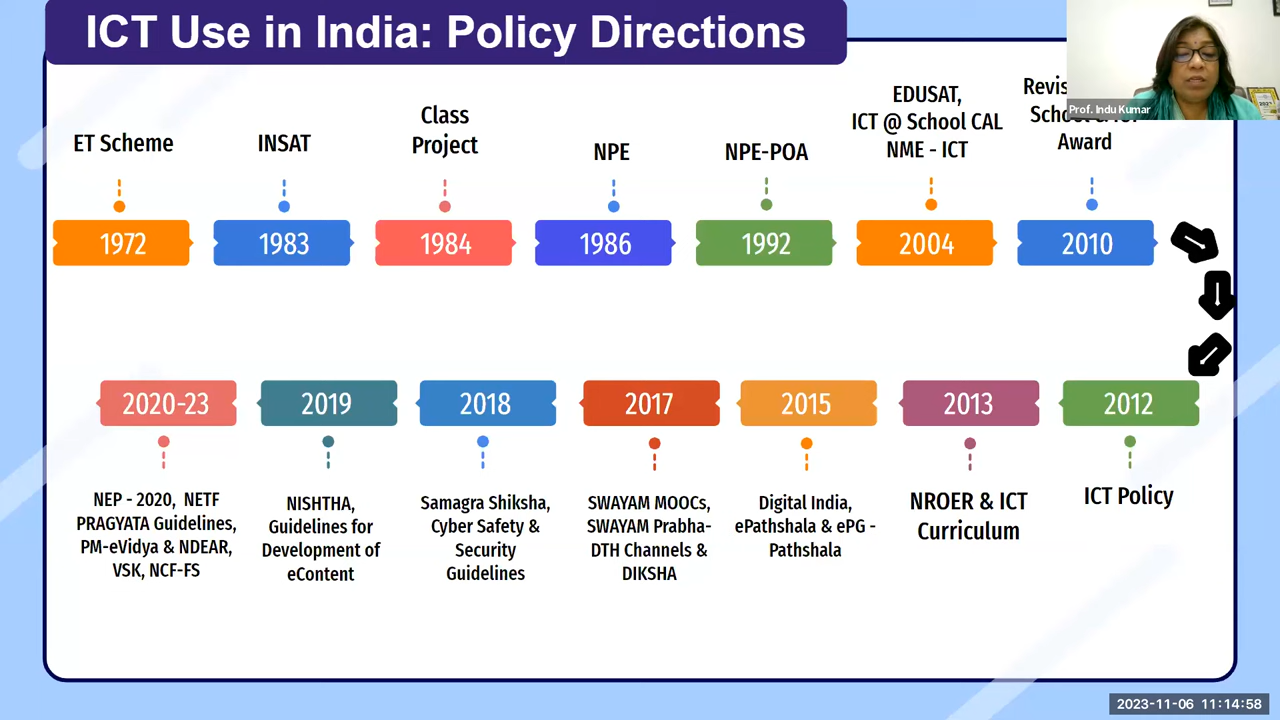 ICT Use in India: Policy Directions
Prof. Indu Kumar
ET Scheme
INSAT
Class
Project
NPE
NPE-POA
EDUSAT,
ICT @ School CAL
NME - ICT
Award
1972
1983
1984
1986
1992
2004
2010
2020-23
2019
2018
2017
2015
2013
2012
NEP - 2020, NETF
PRAGYATA Guidelines,
PM-eVidya & NDEAR,
VSK, NCF-FS
NISHTHA,
Guidelines for
Development of
eContent
Samagra Shiksha,
Cyber Safety &
Security
Guidelines
SWAYAM MOOCs,
SWAYAM Prabha-
DTH Channels &
DIKSHA
Digital India,
ePathshala & ePG -
Pathshala
NROER & ICT
Curriculum
ICT Policy
2023-11-06 11:14:58